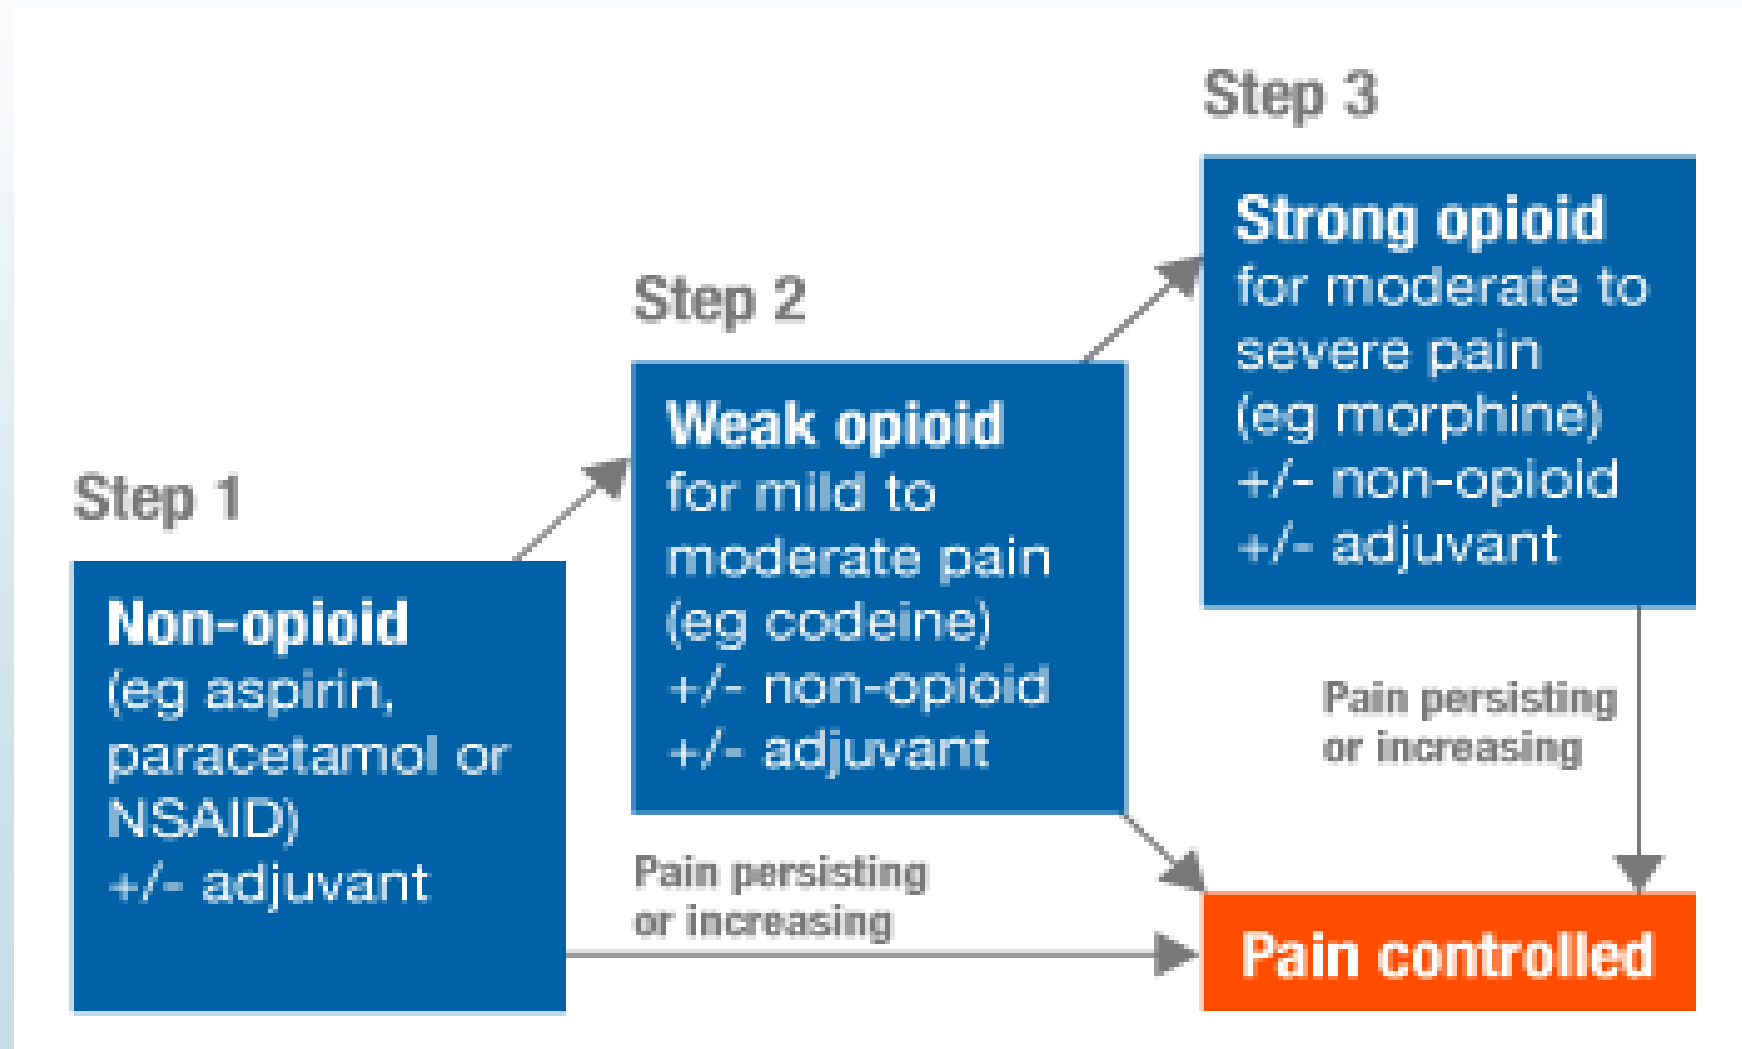 Step 1
Non-opioid
(eg aspirin,
paracetamol or
NSAID)
+/- adjuvant
Step 2
Weak opioid
for mild to
moderate pain
(eg codeine)
+/- non-opioid
+/- adjuvant
Step 3
Strong opioid
for moderate to
severe pain
(eg morphine)
+/- non-opioid
+/- adjuvant
Pain persisting
or increasing
Pain persisting
or increasing
Pain controlled